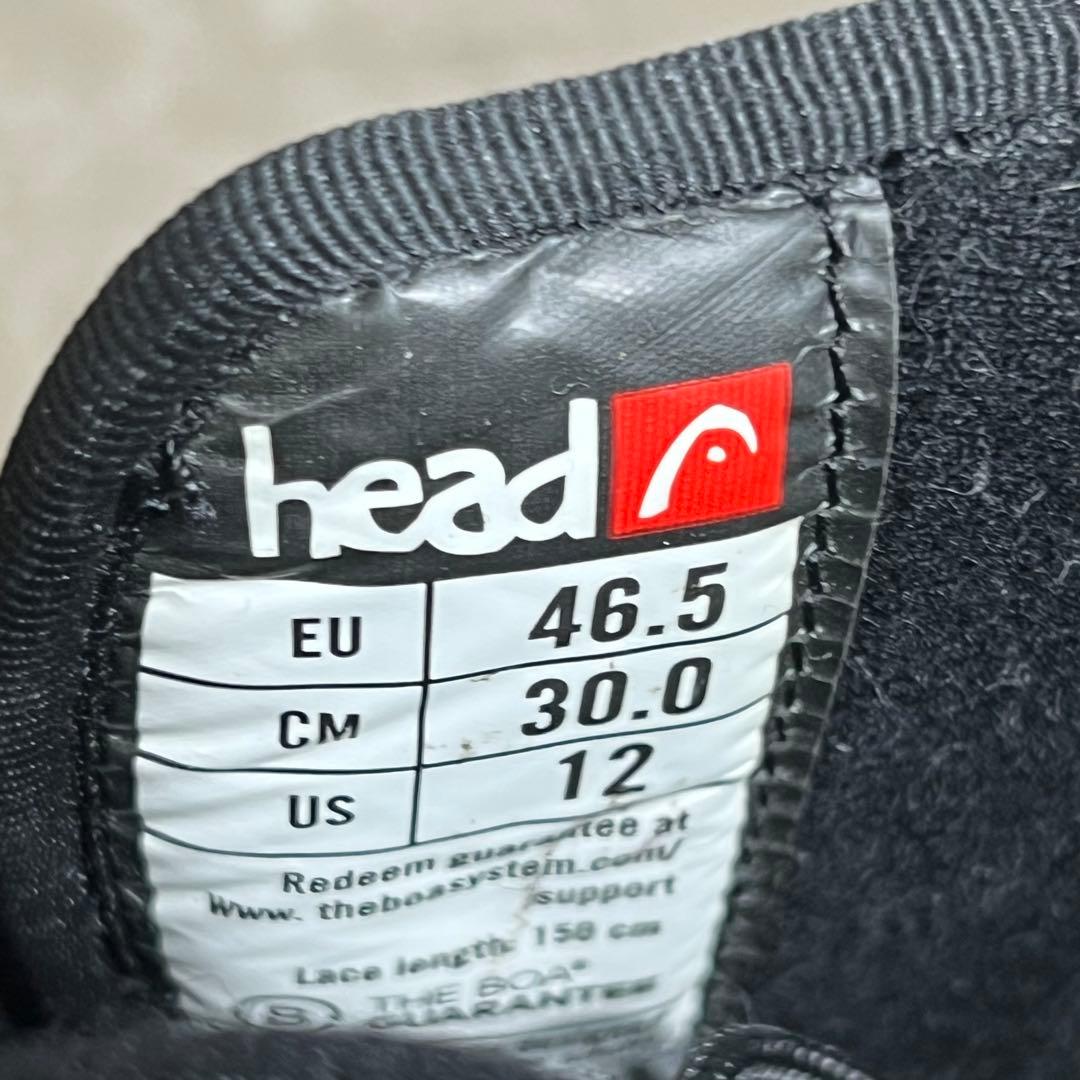 head
EU 46.5
CM 30.0
US 12
Redeem guarantee at
www.theboasystem.com/
support
Lace length: 158 cm
S THE BOA®
GUARANTEE